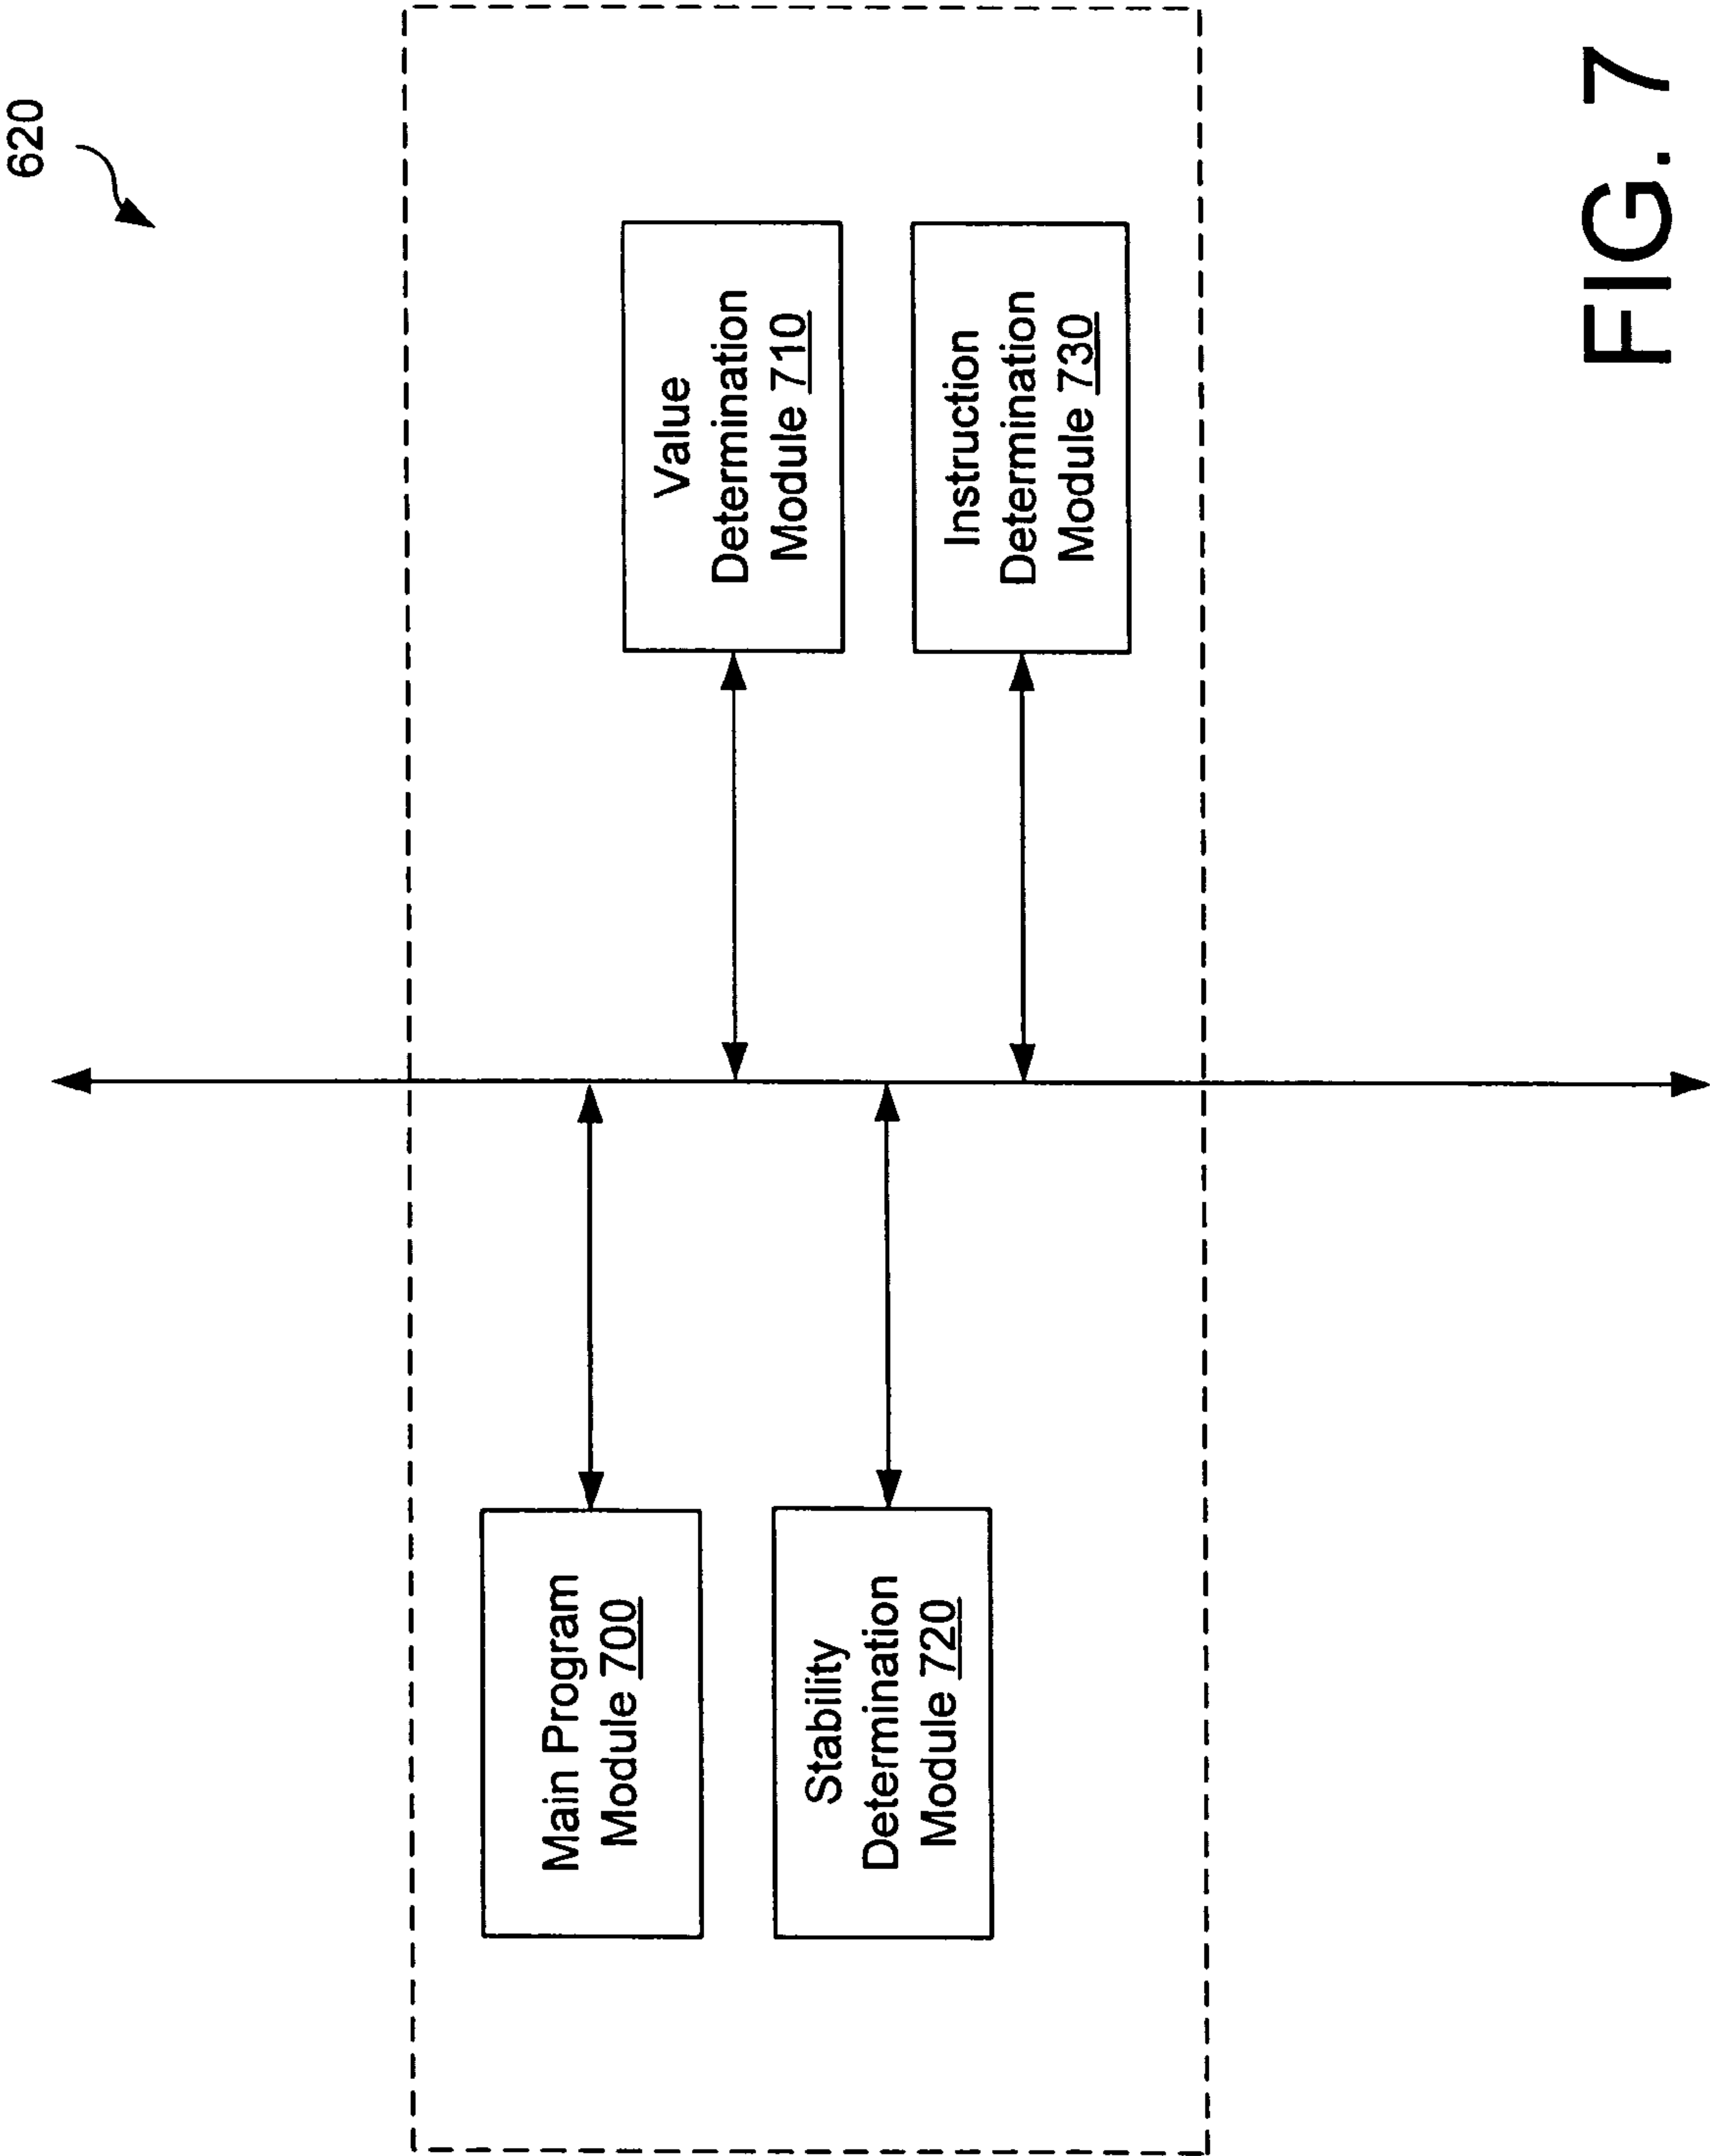 620
Main Program
Module 700
Value
Determination
Module 710
Stability
Determination
Module 720
Instruction
Determination
Module 730
FIG. 7